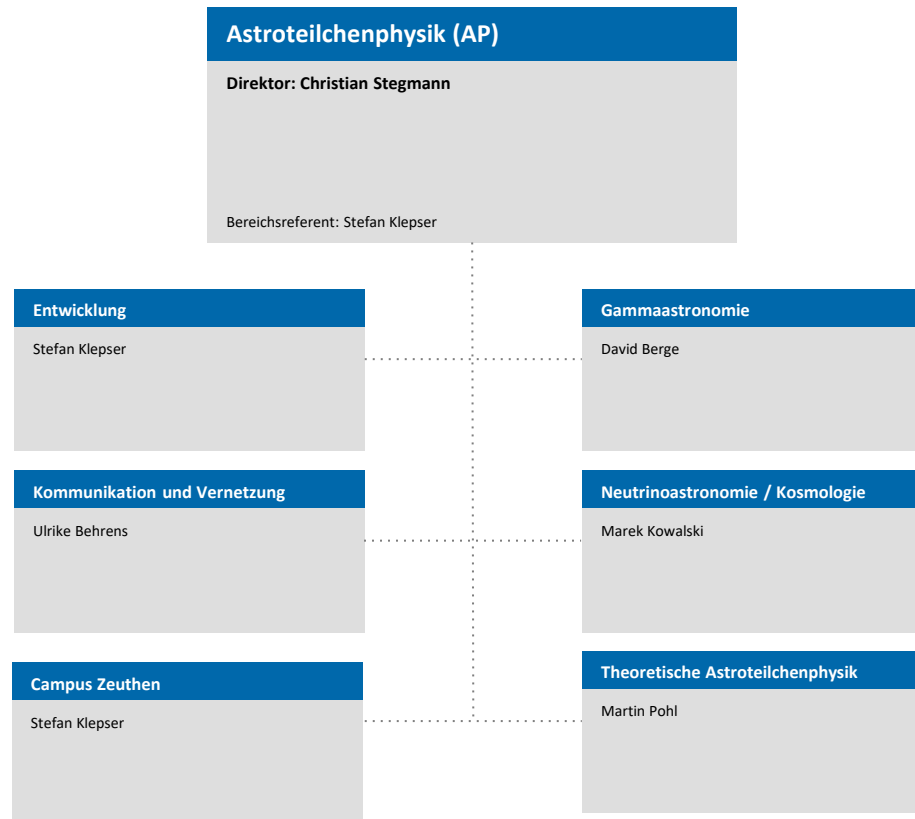 Astroteilchenphysik (AP)
Direktor: Christian Stegmann
Bereichsreferent: Stefan Klepser
Entwicklung
Stefan Klepser
Gammaastronomie
David Berge
Kommunikation und Vernetzung
Ulrike Behrens
Neutrinoastronomie / Kosmologie
Marek Kowalski
Campus Zeuthen
Stefan Klepser
Theoretische Astroteilchenphysik
Martin Pohl